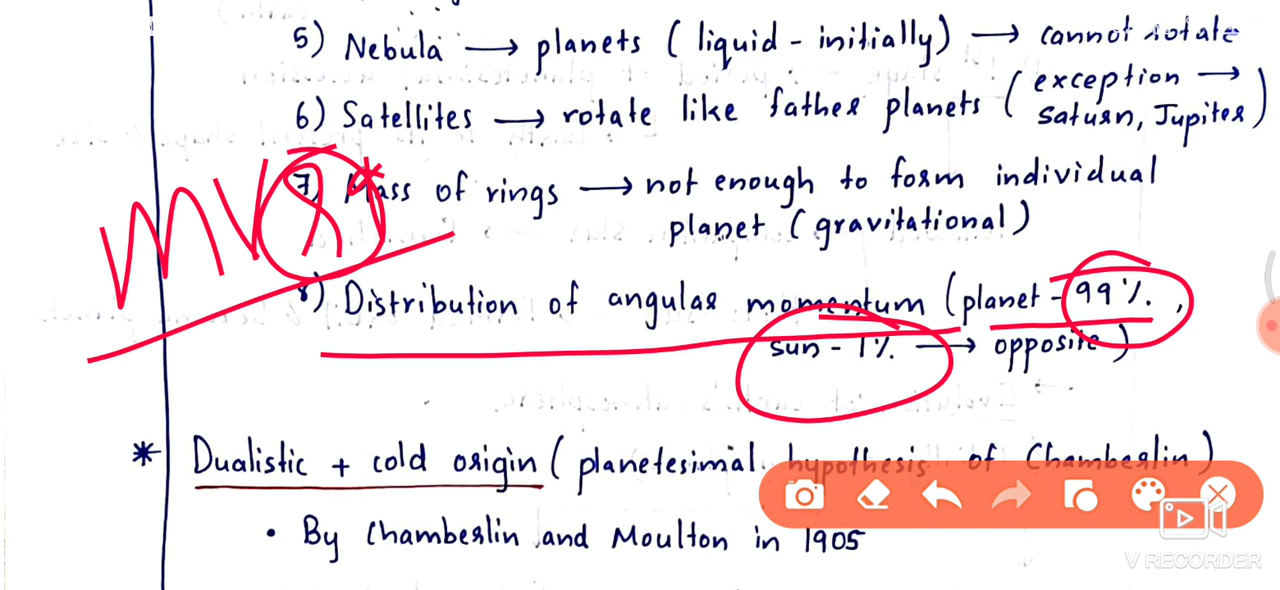 5) Nebula → planets (liquid - initially) → cannot rotate
6) Satellites → rotate like father planets (exception → Saturn, Jupiter)
7) Mass of rings → not enough to form individual
planet (gravitational)
8) Distribution of angular momentum (planet - 99%,
sun - 1% → opposite)
* Dualistic + cold origin (planetesimal hypothesis of Chamberlin)
• By Chamberlin and Moulton in 1905
V RECORDER